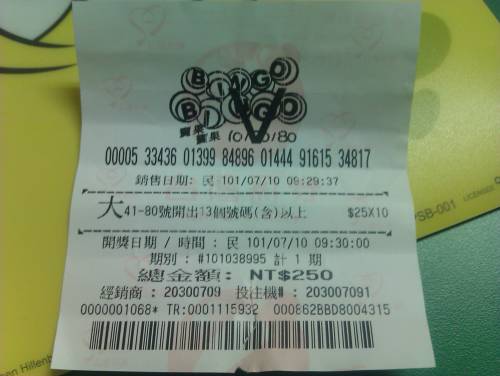 BINGO
BINGO
賓果
賓果
00005 33436 01399 84896 01444 91615 34817
銷售日期: 民 101/07/10 09:29:37
大 41-80號開出13個號碼(含)以上 $25X10
開獎日期 / 時間 : 民 101/07/10 09:30:00
期別 : #101038995 計 1 期
總金額: NT$250
經銷商 : 20300709 投注機# : 203007091
0000001068* TR:0001115932 000862BBD8004315
PSB-001